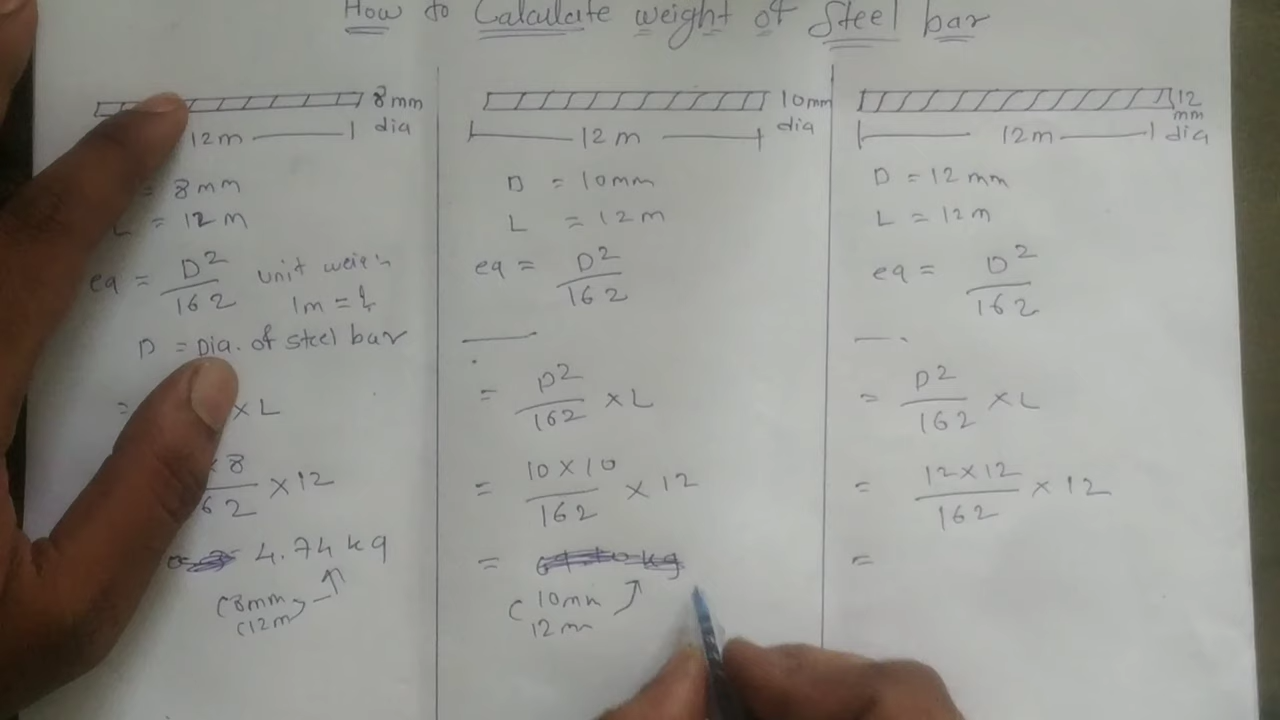 How to Calculate weight of Steel bar
8mm
dia
12m
= 8mm
L = 12m
eq = D²/162 unit weig
1m =
D = Dia. of steel bar
= × L
× 8/62 × 12
4.74 kg
(8mm
(12m
10mm
dia
12m
D = 10mm
L = 12m
eq = D²/162
= D²/162 × L
= 10×10/162 × 12
=
(10mm
12m
12
mm
dia
12m
D = 12mm
L = 12m
eq = D²/162
= D²/162 × L
= 12×12/162 × 12
=